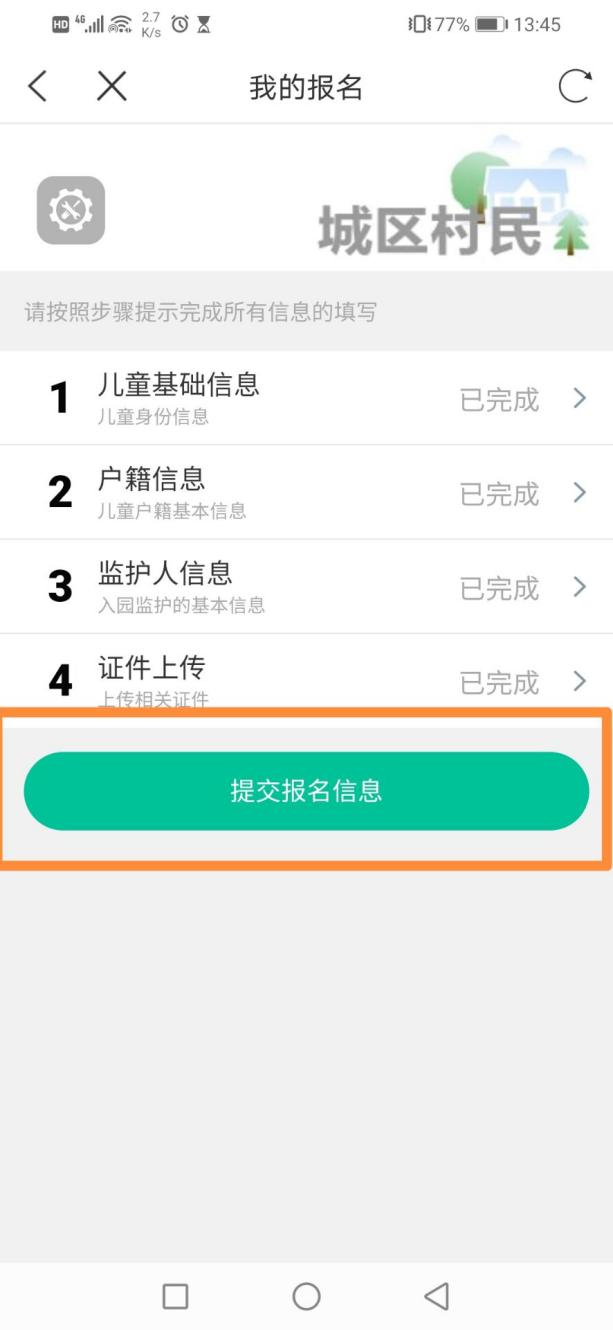 HD 4G 2.7 K/s 77% 13:45
我的报名
城区村民
请按照步骤提示完成所有信息的填写
1 儿童基础信息 已完成
儿童身份信息
2 户籍信息 已完成
儿童户籍基本信息
3 监护人信息 已完成
入园监护的基本信息
4 证件上传 已完成
上传相关证件
提交报名信息